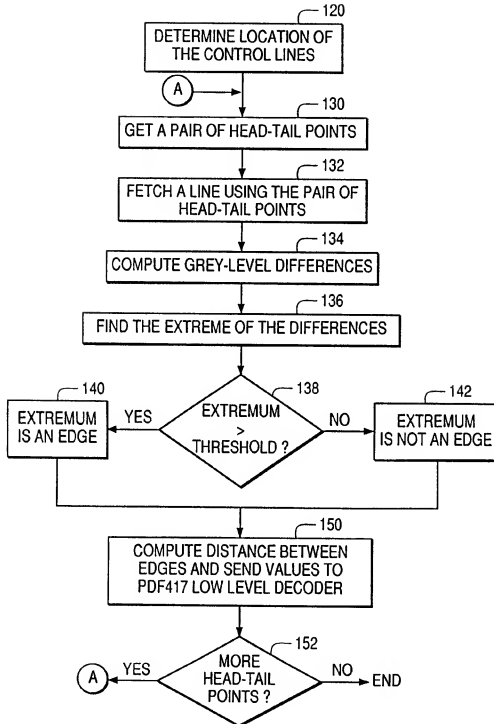 120
DETERMINE LOCATION OF
THE CONTROL LINES
A
130
GET A PAIR OF HEAD-TAIL POINTS
132
FETCH A LINE USING THE PAIR OF
HEAD-TAIL POINTS
134
COMPUTE GREY-LEVEL DIFFERENCES
136
FIND THE EXTREME OF THE DIFFERENCES
138
EXTREMUM
>
THRESHOLD ?
YES
NO
140
EXTREMUM
IS AN EDGE
142
EXTREMUM
IS NOT AN EDGE
150
COMPUTE DISTANCE BETWEEN
EDGES AND SEND VALUES TO
PDF417 LOW LEVEL DECODER
152
MORE
HEAD-TAIL
POINTS ?
YES
A
NO
END